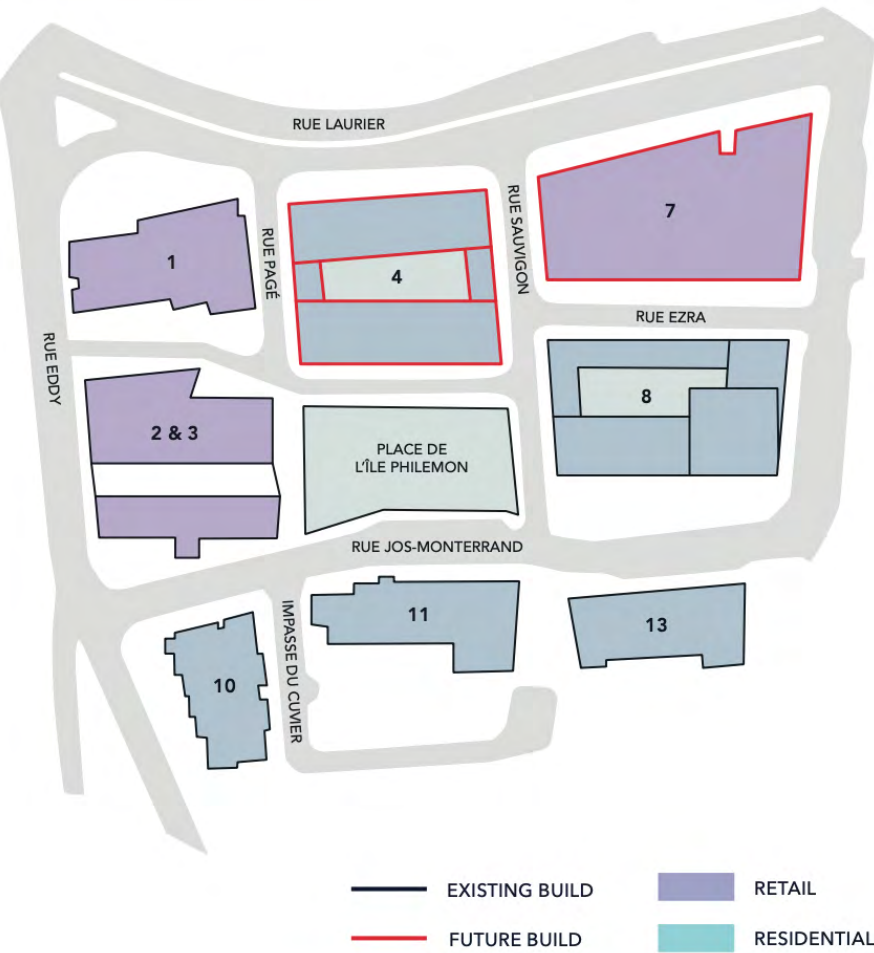 RUE LAURIER
RUE SAUVIGON
7
1
RUE PAGÉ
4
RUE EZRA
RUE EDDY
8
2 & 3
PLACE DE
L'ÎLE PHILEMON
RUE JOS-MONTERRAND
IMPASSE DU CUVIER
11
13
10
EXISTING BUILD
RETAIL
FUTURE BUILD
RESIDENTIAL